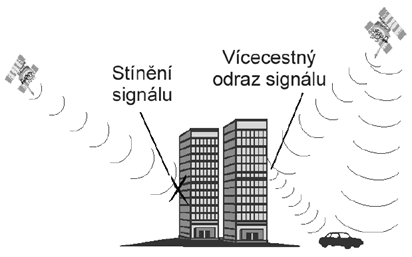 Stínění
signálu
Vícecestný
odraz signálu